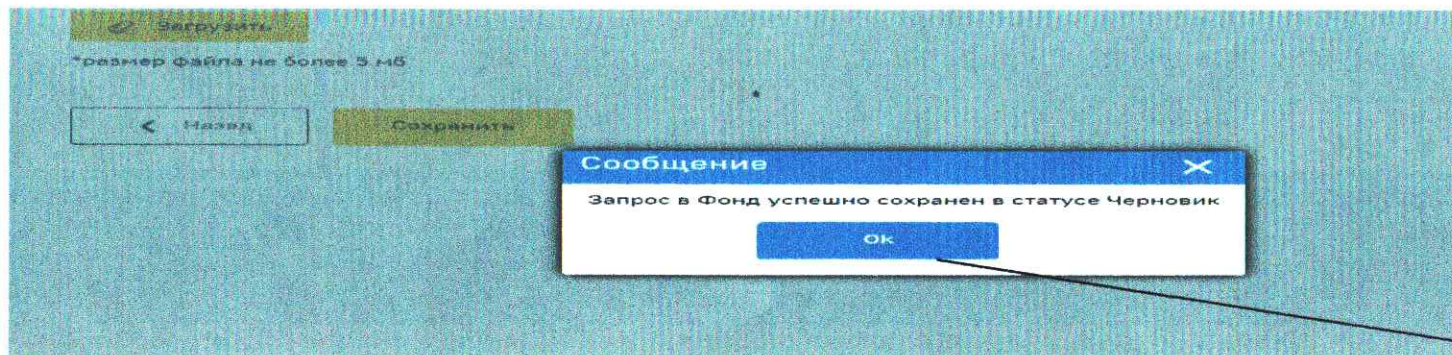 Загрузить
*размер файла не более 5 мб
Назад
Сохранить
Сообщение
Запрос в Фонд успешно сохранен в статусе Черновик
Ok